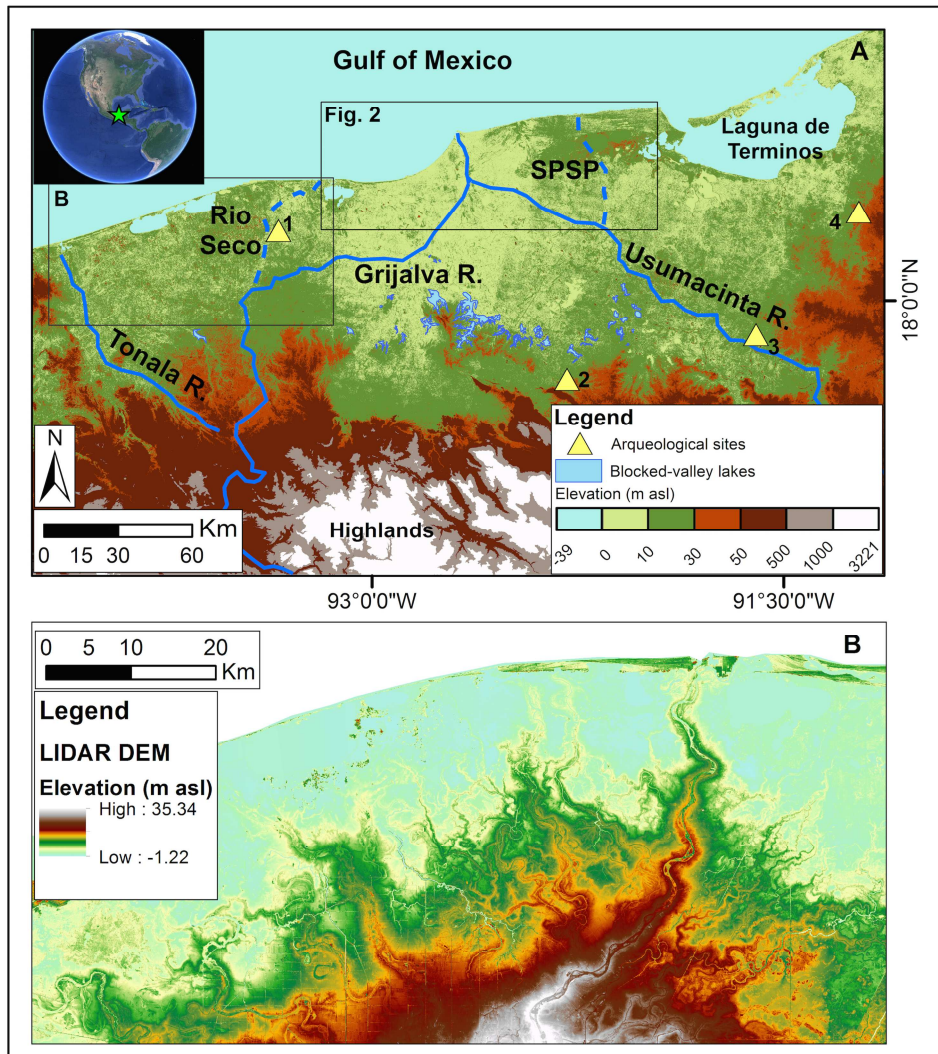 A
Gulf of Mexico
Fig. 2
Laguna de
Terminos
SPSP
B
Rio
Seco
1
4
Grijalva R.
Usumacinta R.
18°0'0"N
Tonala R.
3
2
N
Km
0 15 30 60
Highlands
Legend
Arqueological sites
Blocked-valley lakes
Elevation (m asl)
-39 0 10 30 50 500 1000 3221
93°0'0"W
91°30'0"W
0 5 10 20
Km
B
Legend
LIDAR DEM
Elevation (m asl)
High : 35.34
Low : -1.22